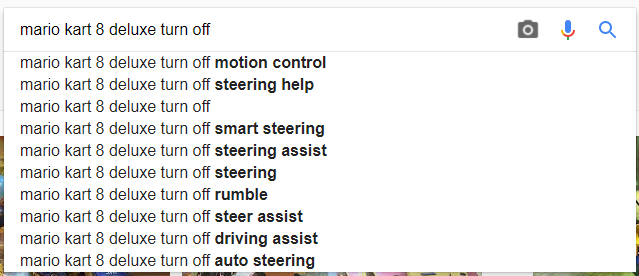 mario kart 8 deluxe turn off
mario kart 8 deluxe turn off motion control
mario kart 8 deluxe turn off steering help
mario kart 8 deluxe turn off
mario kart 8 deluxe turn off smart steering
mario kart 8 deluxe turn off steering assist
mario kart 8 deluxe turn off steering
mario kart 8 deluxe turn off rumble
mario kart 8 deluxe turn off steer assist
mario kart 8 deluxe turn off driving assist
mario kart 8 deluxe turn off auto steering